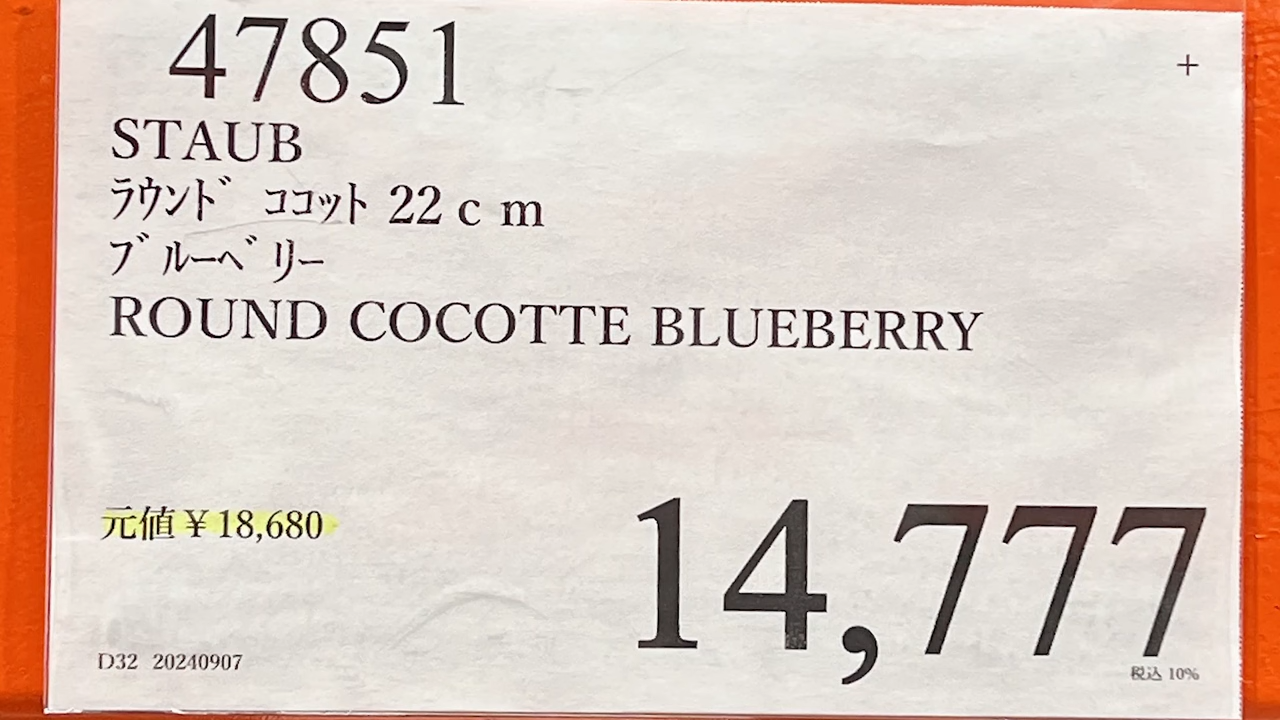 47851
+
STAUB
ﾗｳﾝﾄﾞ ｺｺｯﾄ 22ｃｍ
ﾌﾞﾙｰﾍﾞﾘｰ
ROUND COCOTTE BLUEBERRY
元値￥18,680
14,777
税込 10%
D32 20240907